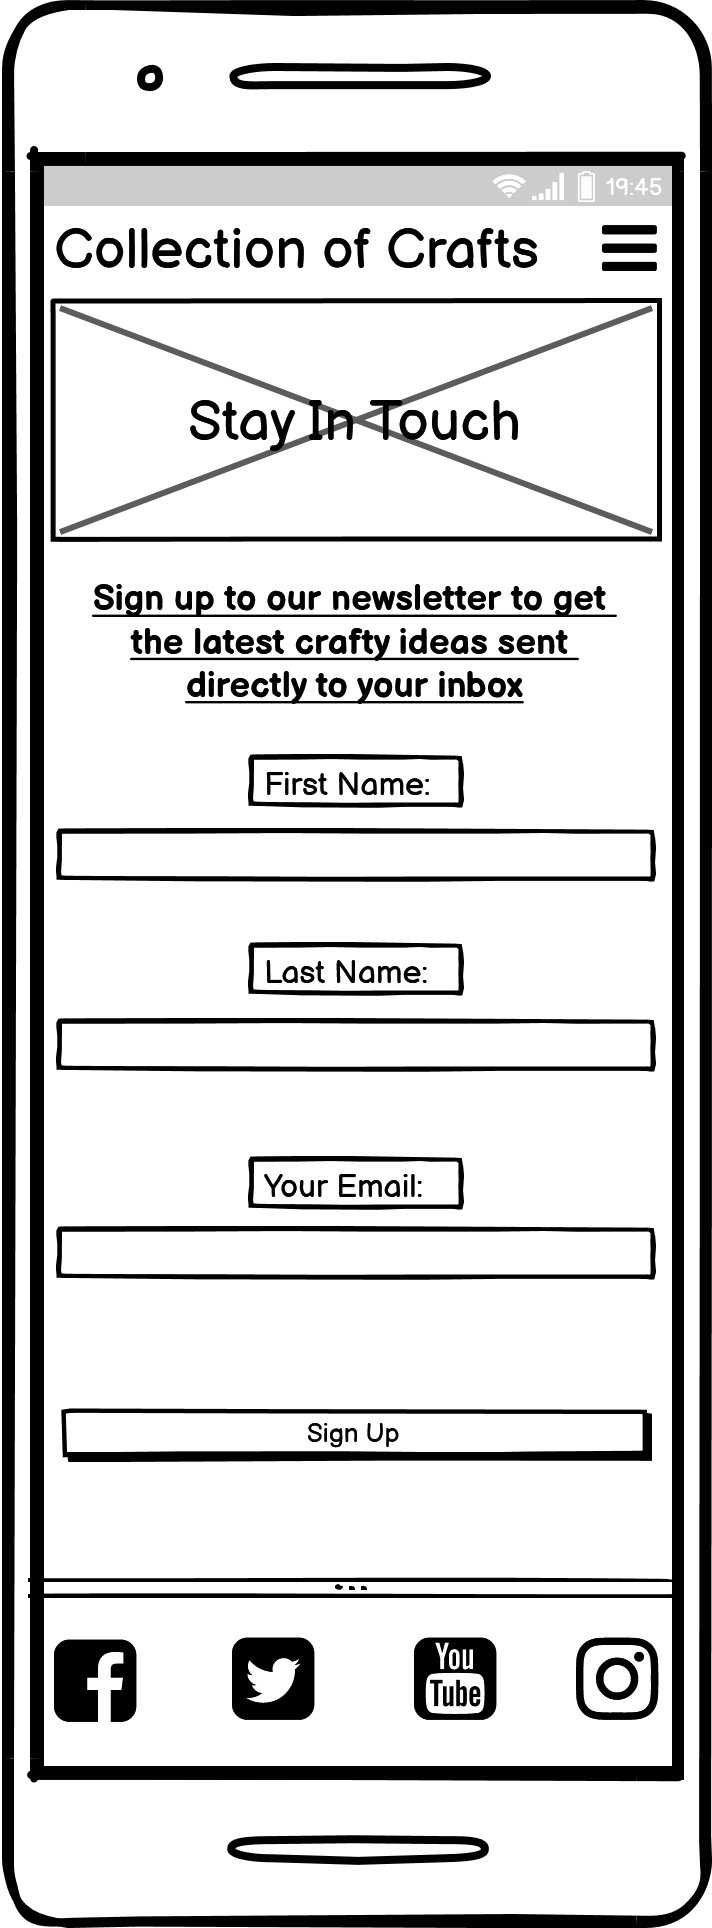 19:45
Collection of Crafts
Stay In Touch
Sign up to our newsletter to get
the latest crafty ideas sent
directly to your inbox
First Name:
Last Name:
Your Email:
Sign Up
You
Tube